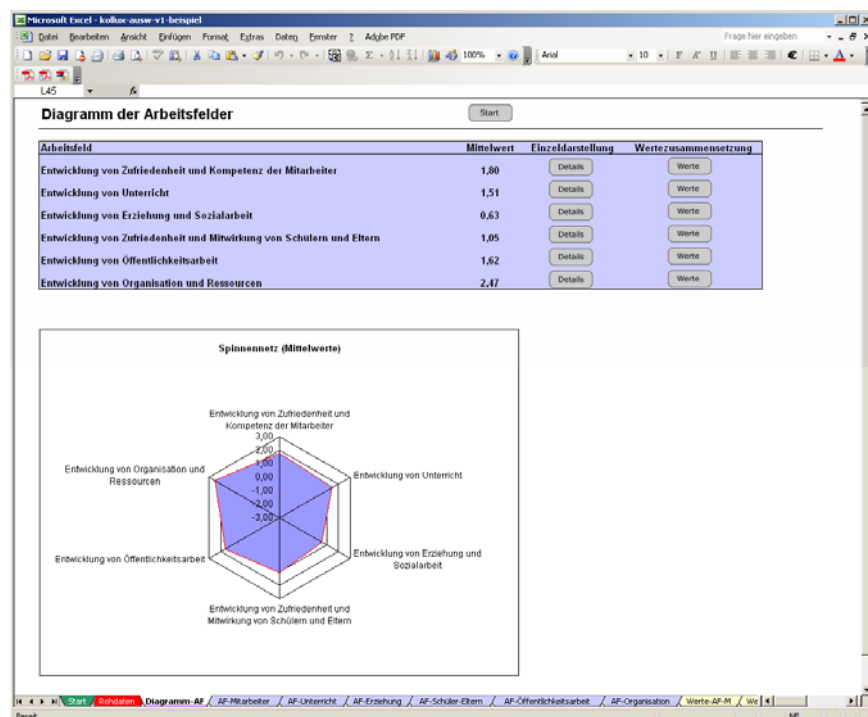 Microsoft Excel - kollux-ausw-v1-beispiel
Datei Bearbeiten Ansicht Einfügen Format Extras Daten Fenster ? Adobe PDF Frage hier eingeben
100% Arial 10 F K U
L45 fx
Diagramm der Arbeitsfelder Start
Arbeitsfeld Mittelwert Einzeldarstellung Wertezusammensetzung
Entwicklung von Zufriedenheit und Kompetenz der Mitarbeiter 1,80 Details Werte
Entwicklung von Unterricht 1,51 Details Werte
Entwicklung von Erziehung und Sozialarbeit 0,63 Details Werte
Entwicklung von Zufriedenheit und Mitwirkung von Schülern und Eltern 1,05 Details Werte
Entwicklung von Öffentlichkeitsarbeit 1,62 Details Werte
Entwicklung von Organisation und Ressourcen 2,47 Details Werte
Spinnennetz (Mittelwerte)
Entwicklung von Zufriedenheit und
Kompetenz der Mitarbeiter
3,00
2,00
1,00
0,00
-1,00
-2,00
-3,00
Entwicklung von Unterricht
Entwicklung von Erziehung und
Sozialarbeit
Entwicklung von Zufriedenheit und
Mitwirkung von Schülern und Eltern
Entwicklung von Öffentlichkeitsarbeit
Entwicklung von Organisation und
Ressourcen
Start Rohdaten Diagramm-AF AF-Mitarbeiter AF-Unterricht AF-Erziehung AF-Schüler-Eltern AF-Öffentlichkeitsarbeit AF-Organisation Werte-AF-M We
Bereit NF